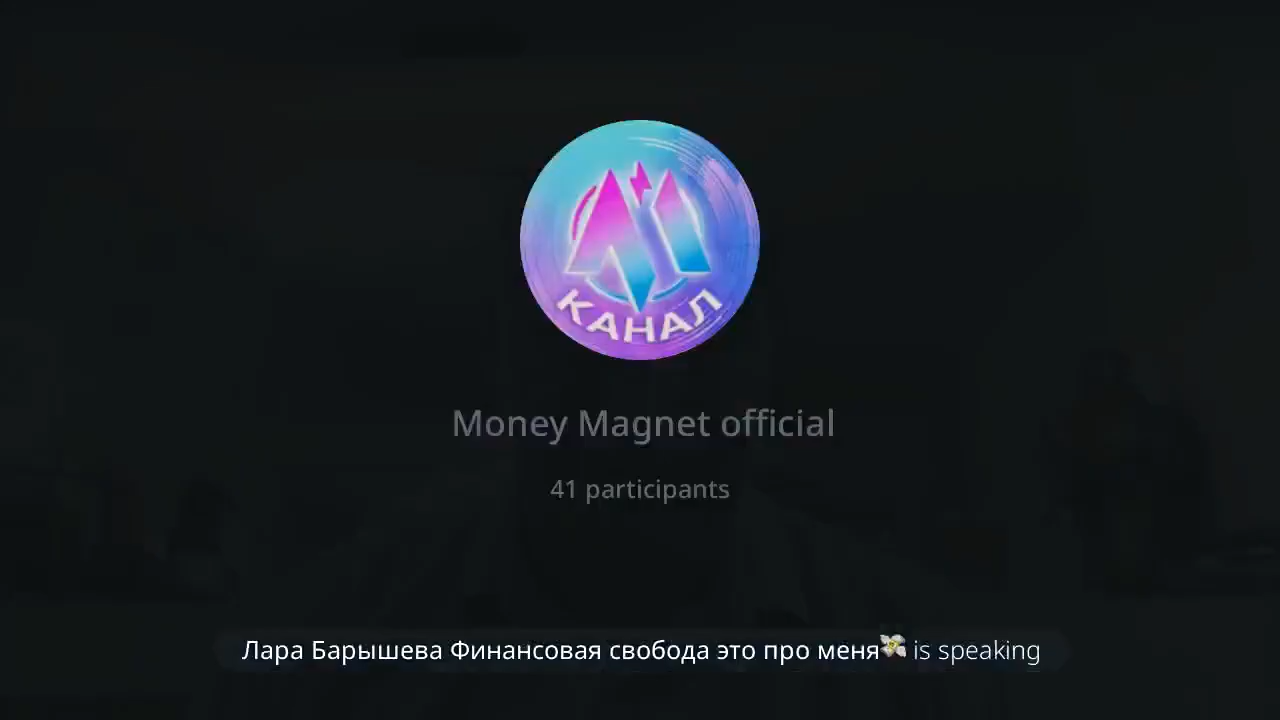 КАНАЛ
Money Magnet official
41 participants
Лара Барышева Финансовая свобода это про меня💸 is speaking